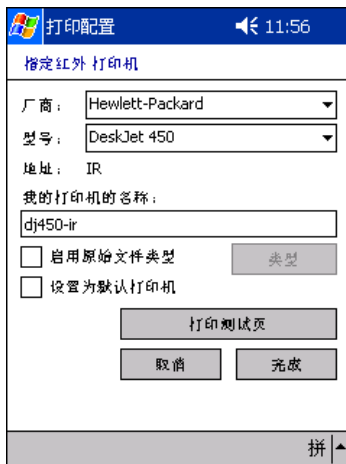 打印配置 11:56
指定红外打印机
厂商： Hewlett-Packard
型号： DeskJet 450
地址： IR
我的打印机的名称：
dj450-ir
启用原始文件类型 类型
设置为默认打印机
打印测试页
取消 完成
拼